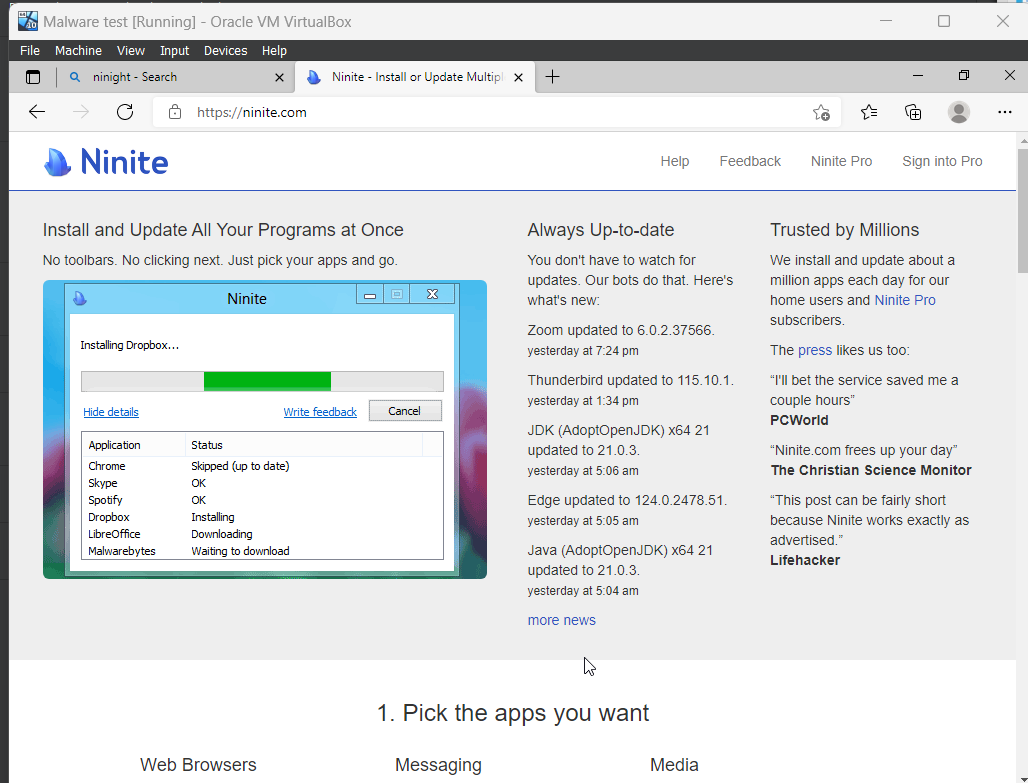 Malware test [Running] - Oracle VM VirtualBox
File Machine View Input Devices Help
ninight - Search
Ninite - Install or Update Multipl
https://ninite.com
Ninite
Help Feedback Ninite Pro Sign into Pro
Install and Update All Your Programs at Once
No toolbars. No clicking next. Just pick your apps and go.
Ninite
Installing Dropbox...
Hide details Write feedback Cancel
Application Status
Chrome Skipped (up to date)
Skype OK
Spotify OK
Dropbox Installing
LibreOffice Downloading
Malwarebytes Waiting to download
Always Up-to-date
You don't have to watch for
updates. Our bots do that. Here's
what's new:
Zoom updated to 6.0.2.37566.
yesterday at 7:24 pm
Thunderbird updated to 115.10.1.
yesterday at 1:34 pm
JDK (AdoptOpenJDK) x64 21
updated to 21.0.3.
yesterday at 5:06 am
Edge updated to 124.0.2478.51.
yesterday at 5:05 am
Java (AdoptOpenJDK) x64 21
updated to 21.0.3.
yesterday at 5:04 am
more news
Trusted by Millions
We install and update about a
million apps each day for our
home users and Ninite Pro
subscribers.
The press likes us too:
“I'll bet the service saved me a
couple hours”
PCWorld
“Ninite.com frees up your day”
The Christian Science Monitor
“This post can be fairly short
because Ninite works exactly as
advertised.”
Lifehacker
1. Pick the apps you want
Web Browsers Messaging Media